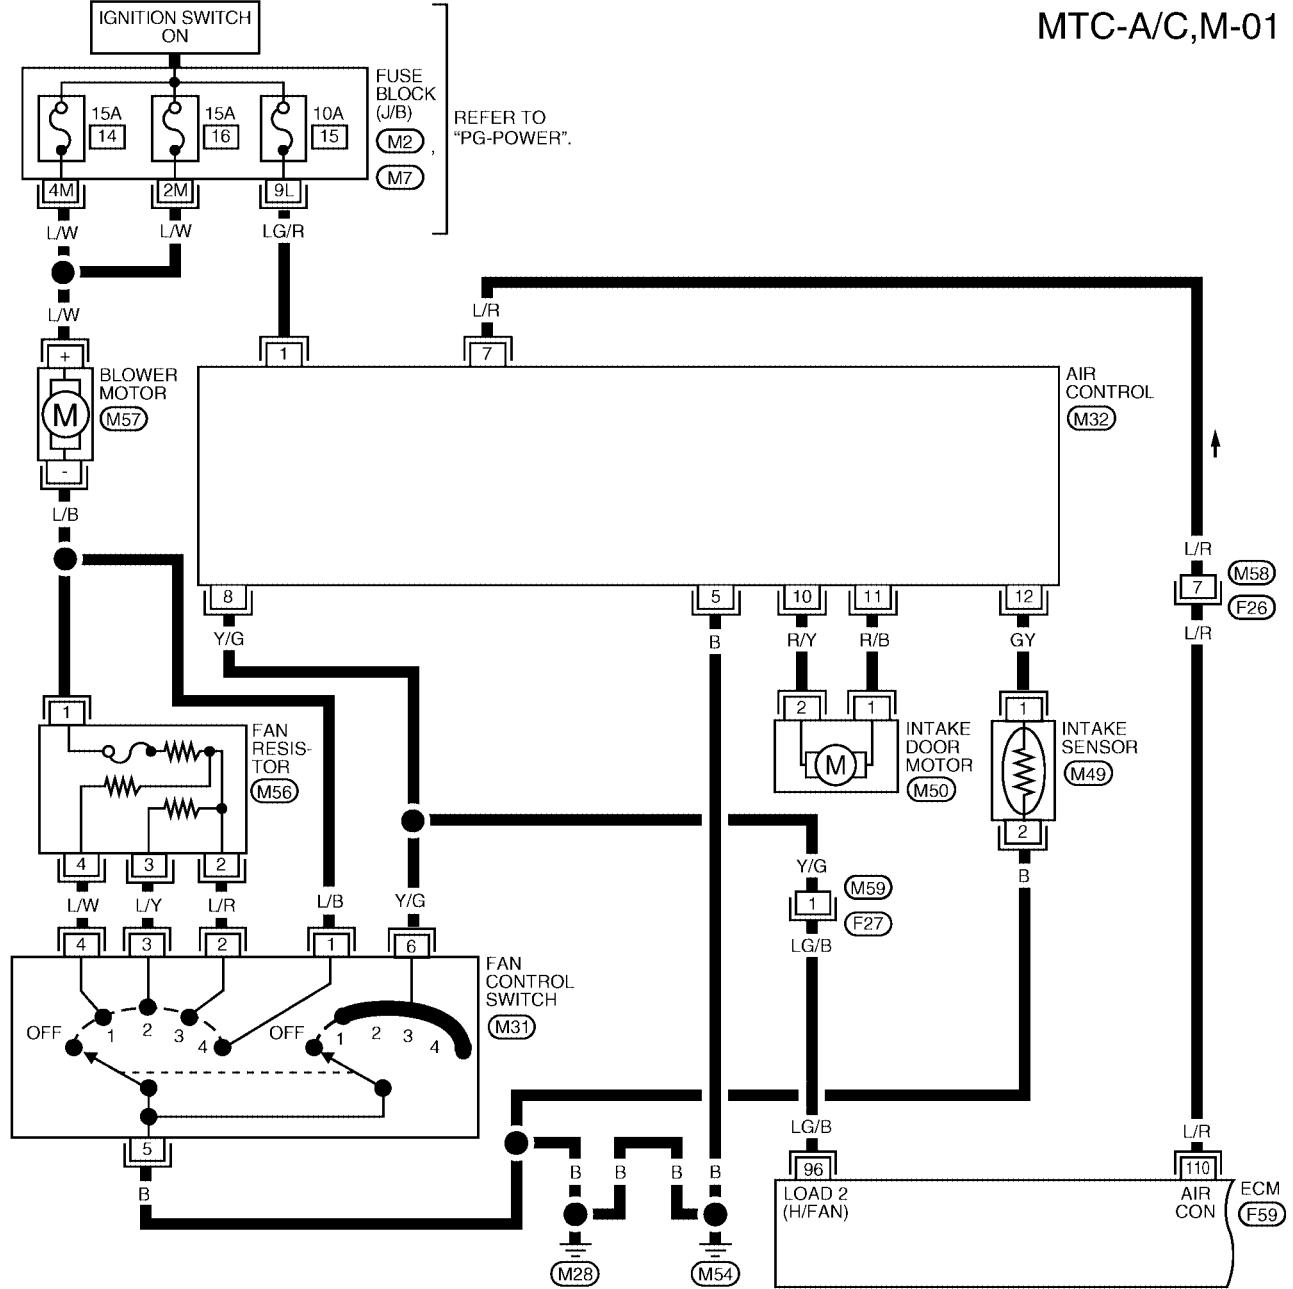 IGNITION SWITCH
ON
MTC-A/C,M-01
FUSE
BLOCK
(J/B)
M2 ,
M7
REFER TO
“PG-POWER”.
15A
14
15A
16
10A
15
4M
2M
9L
L/W
L/W
LG/R
L/W
L/R
+
1
7
BLOWER
MOTOR
M57
M
-
AIR
CONTROL
M32
L/B
L/R
7
M58
F26
L/R
8
5
10
11
12
Y/G
B
R/Y
R/B
GY
1
2
1
1
FAN
RESIS-
TOR
M56
M
INTAKE
DOOR
MOTOR
M50
INTAKE
SENSOR
M49
2
B
4
3
2
L/W
L/Y
L/R
L/B
Y/G
Y/G
1
M59
F27
LG/B
4
3
2
1
6
FAN
CONTROL
SWITCH
M31
OFF
1
2
3
4
OFF
1
2
3
4
5
B
B
B
B
B
LG/B
L/R
96
110
LOAD 2
(H/FAN)
AIR
CON
ECM
F59
M28
M54